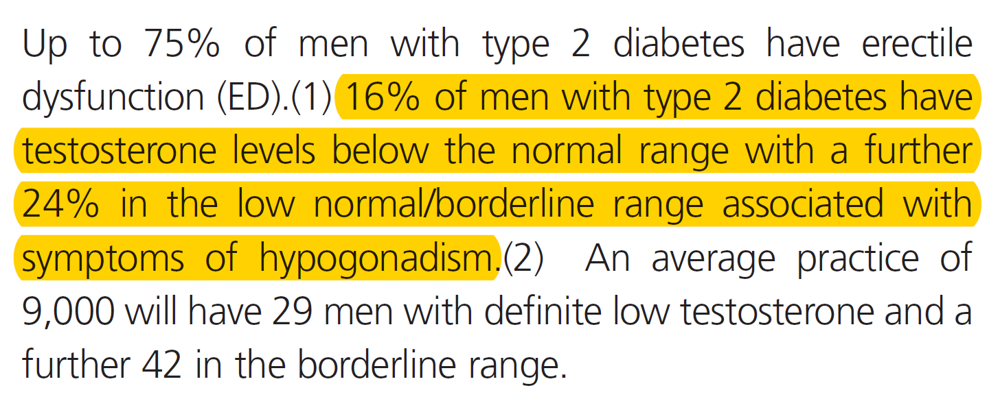 Up to 75% of men with type 2 diabetes have erectile
dysfunction (ED).(1) 16% of men with type 2 diabetes have
testosterone levels below the normal range with a further
24% in the low normal/borderline range associated with
symptoms of hypogonadism.(2) An average practice of
9,000 will have 29 men with definite low testosterone and a
further 42 in the borderline range.